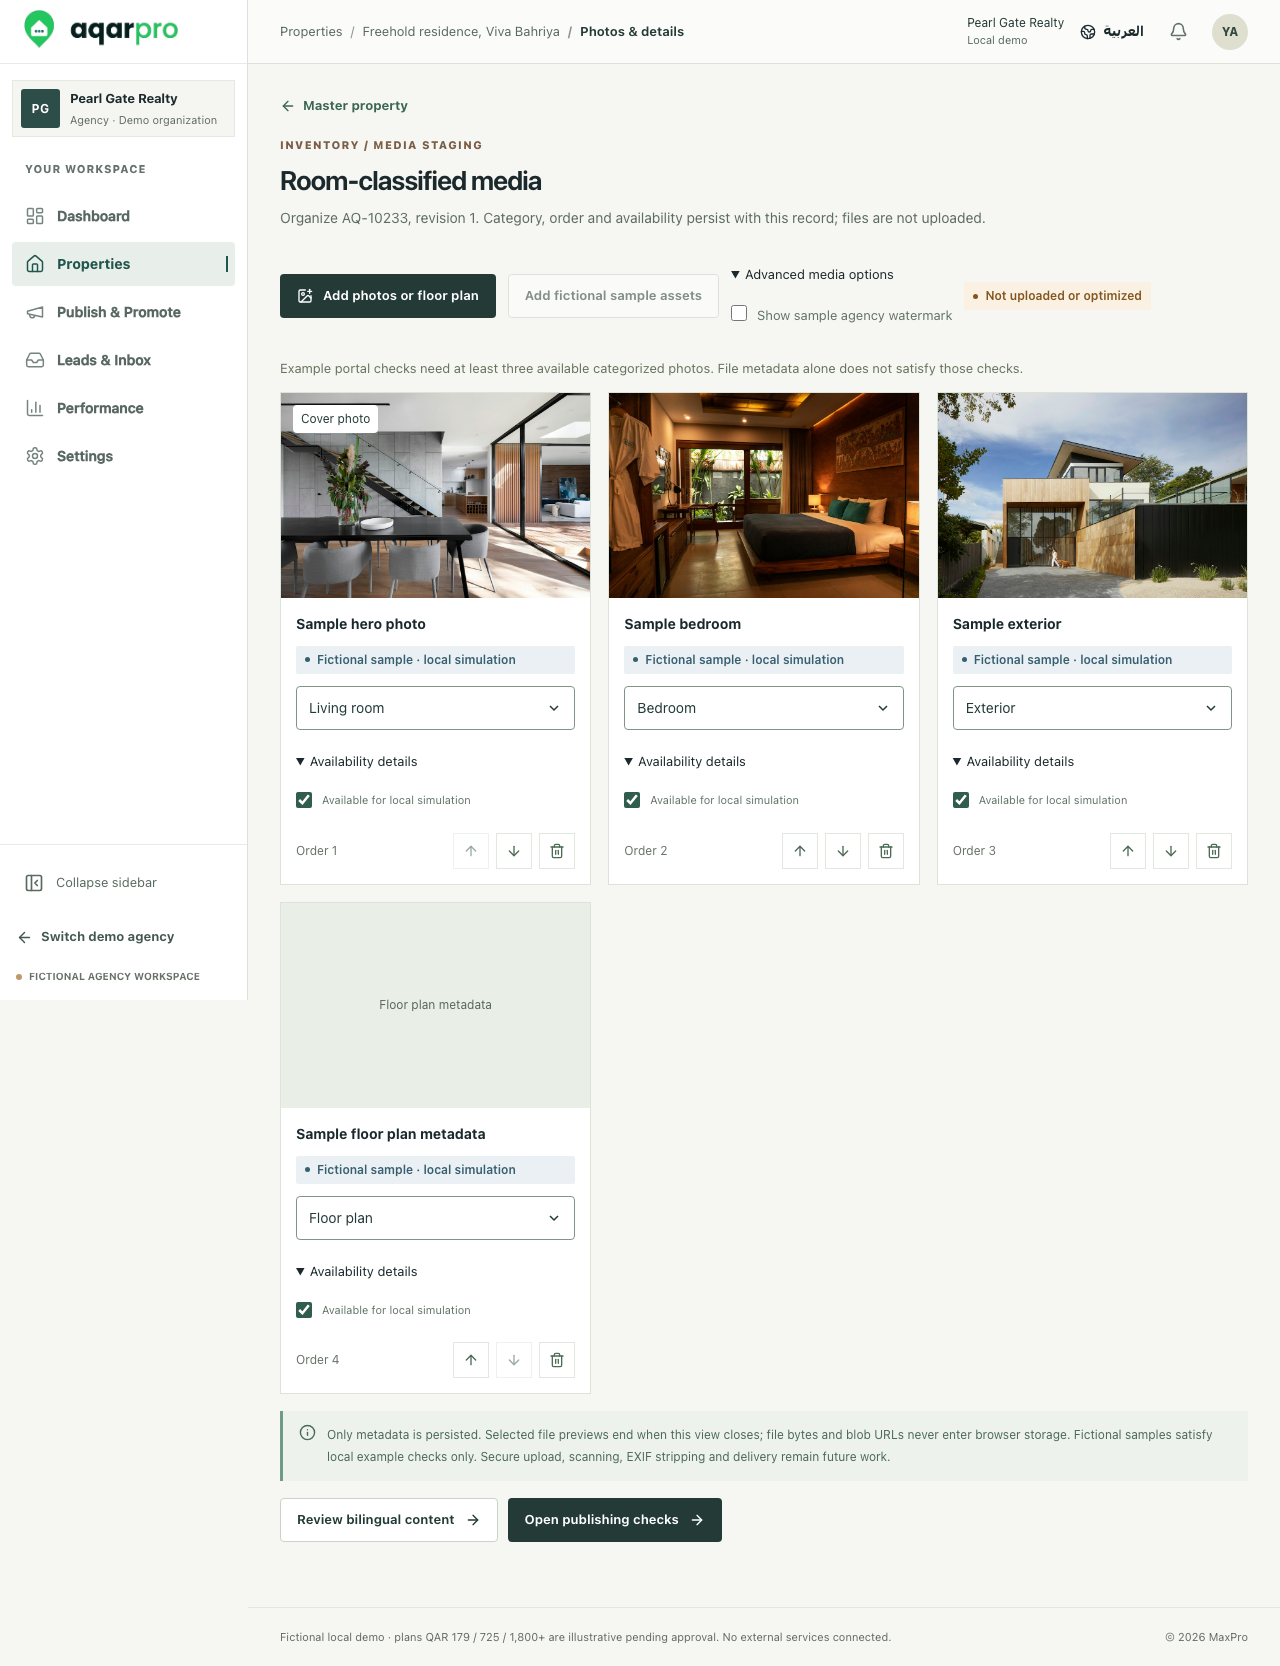 aqarpro
Properties / Freehold residence, Viva Bahriya / Photos & details
Pearl Gate Realty
Local demo
العربية
YA
PG
Pearl Gate Realty
Agency · Demo organization
YOUR WORKSPACE
Dashboard
Properties
Publish & Promote
Leads & Inbox
Performance
Settings
Collapse sidebar
Switch demo agency
FICTIONAL AGENCY WORKSPACE
Master property
INVENTORY / MEDIA STAGING
Room-classified media
Organize AQ-10233, revision 1. Category, order and availability persist with this record; files are not uploaded.
Add photos or floor plan
Add fictional sample assets
Advanced media options
Show sample agency watermark
Not uploaded or optimized
Example portal checks need at least three available categorized photos. File metadata alone does not satisfy those checks.
Cover photo
Sample hero photo
Fictional sample · local simulation
Living room
Availability details
Available for local simulation
Order 1
Sample bedroom
Fictional sample · local simulation
Bedroom
Availability details
Available for local simulation
Order 2
Sample exterior
Fictional sample · local simulation
Exterior
Availability details
Available for local simulation
Order 3
Floor plan metadata
Sample floor plan metadata
Fictional sample · local simulation
Floor plan
Availability details
Available for local simulation
Order 4
Only metadata is persisted. Selected file previews end when this view closes; file bytes and blob URLs never enter browser storage. Fictional samples satisfy
local example checks only. Secure upload, scanning, EXIF stripping and delivery remain future work.
Review bilingual content
Open publishing checks
Fictional local demo · plans QAR 179 / 725 / 1,800+ are illustrative pending approval. No external services connected.
© 2026 MaxPro